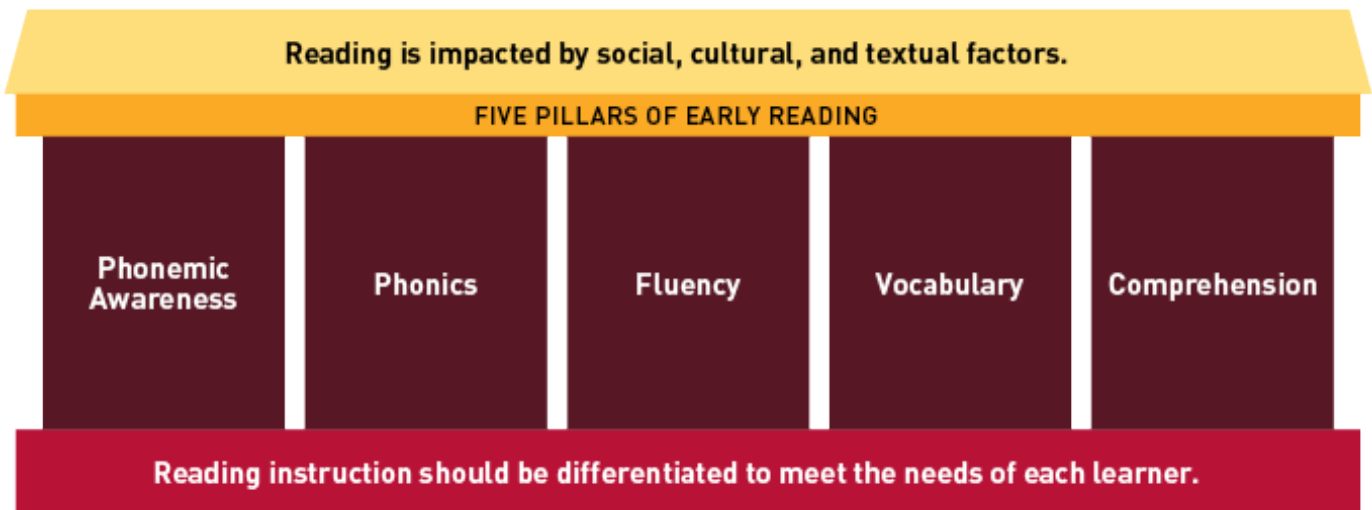 Reading is impacted by social, cultural, and textual factors.
FIVE PILLARS OF EARLY READING
Phonemic
Awareness
Phonics
Fluency
Vocabulary
Comprehension
Reading instruction should be differentiated to meet the needs of each learner.